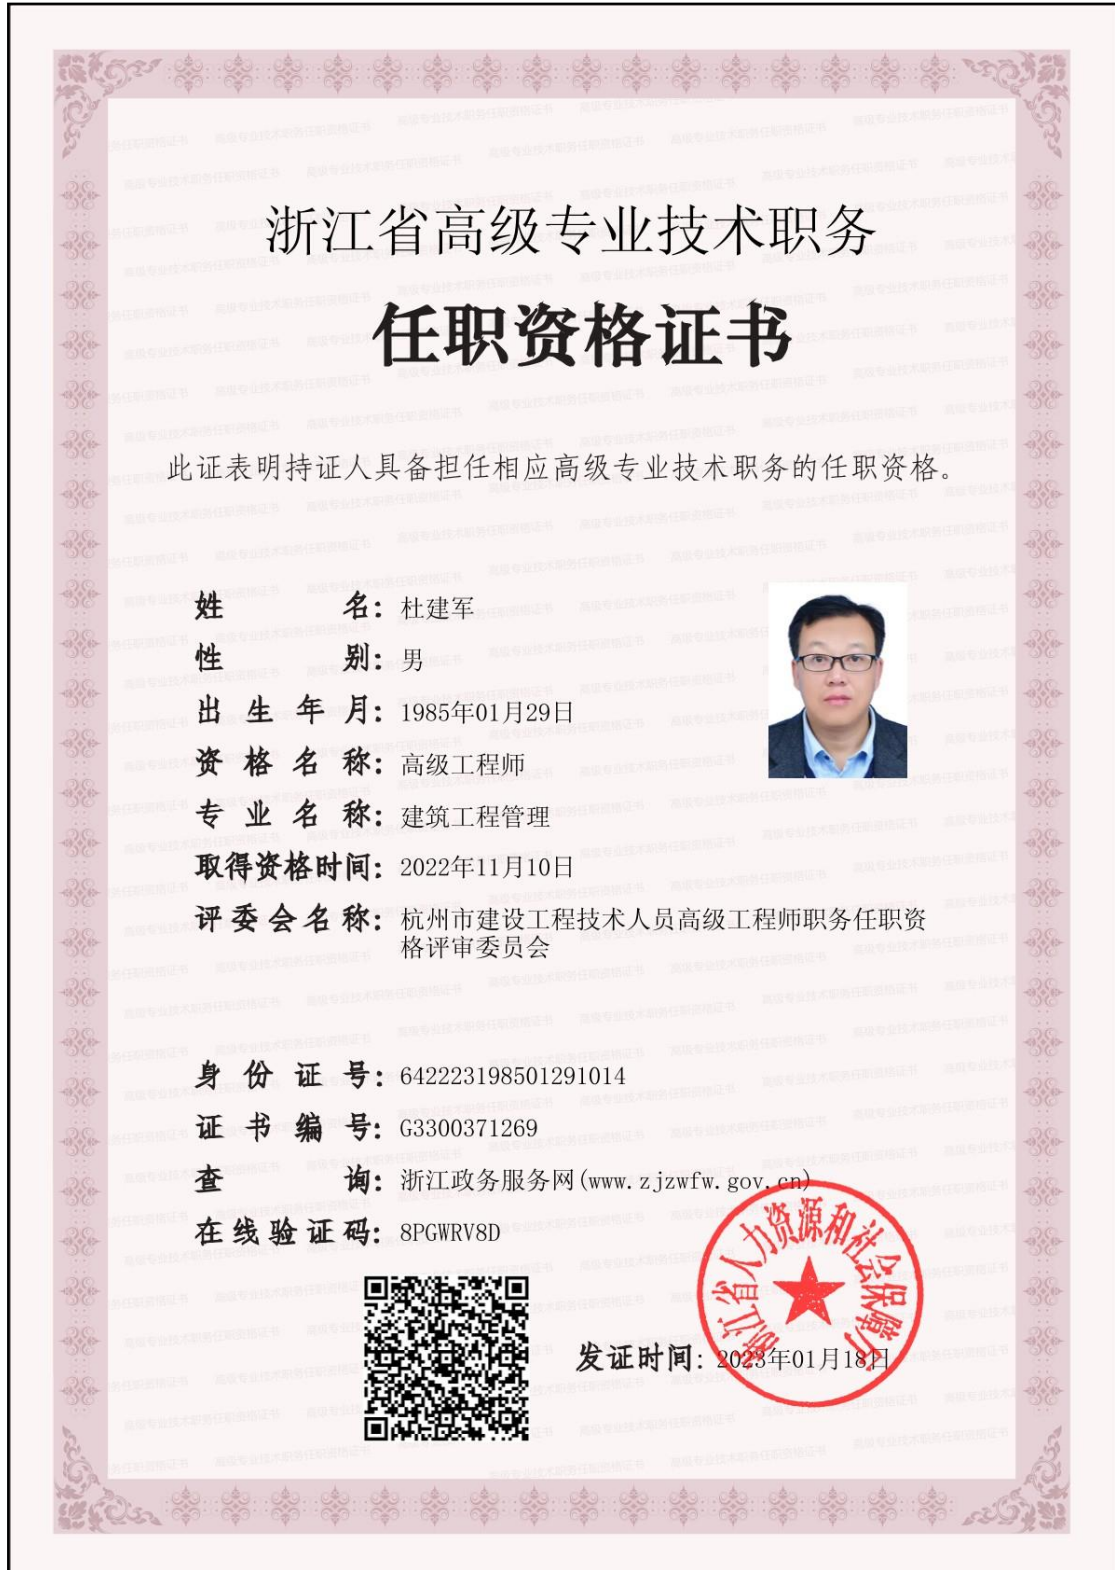 浙江省高级专业技术职务
任职资格证书
此证表明持证人具备担任相应高级专业技术职务的任职资格。
姓名：杜建军
性别：男
出生年月：1985年01月29日
资格名称：高级工程师
专业名称：建筑工程管理
取得资格时间：2022年11月10日
评委会名称：杭州市建设工程技术人员高级工程师职务任职资
格评审委员会
身份证号：642223198501291014
证书编号：G3300371269
查询：浙江政务服务网(www.zjzwfw.gov.cn)
在线验证码：8PGWRV8D
浙江省人力资源和社会保障厅
发证时间：2023年01月18日